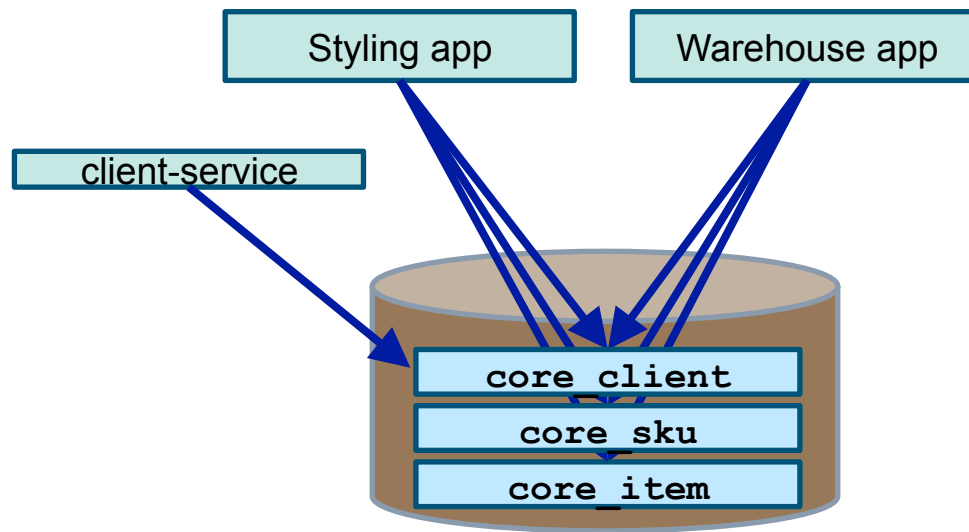 Styling app
Warehouse app
client-service
core_client
core_sku
core_item